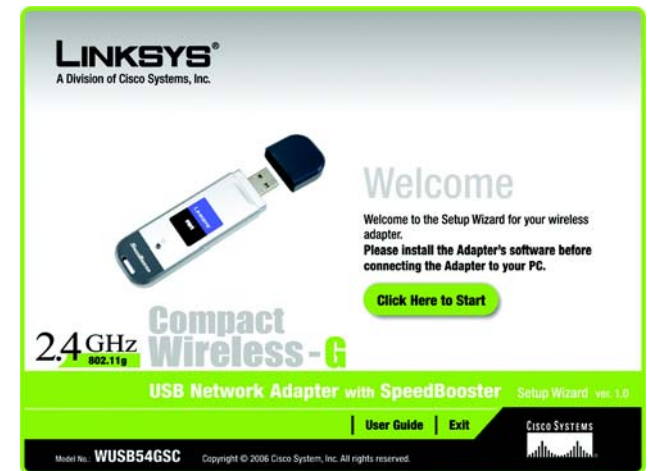 LINKSYS®
A Division of Cisco Systems, Inc.
Linksys
SpeedBooster
Welcome
Welcome to the Setup Wizard for your wireless
adapter.
Please install the Adapter's software before
connecting the Adapter to your PC.
Click Here to Start
2.4 GHz
802.11g
Compact
Wireless-G
USB Network Adapter with SpeedBooster Setup Wizard ver. 1.0
User Guide | Exit
CISCO SYSTEMS
Model No.: WUSB54GSC Copyright © 2006 Cisco System, Inc. All rights reserved.